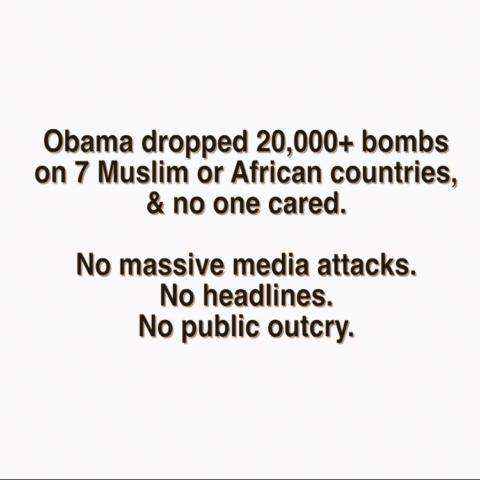 Obama dropped 20,000+ bombs
on 7 Muslim or African countries,
& no one cared.
No massive media attacks.
No headlines.
No public outcry.